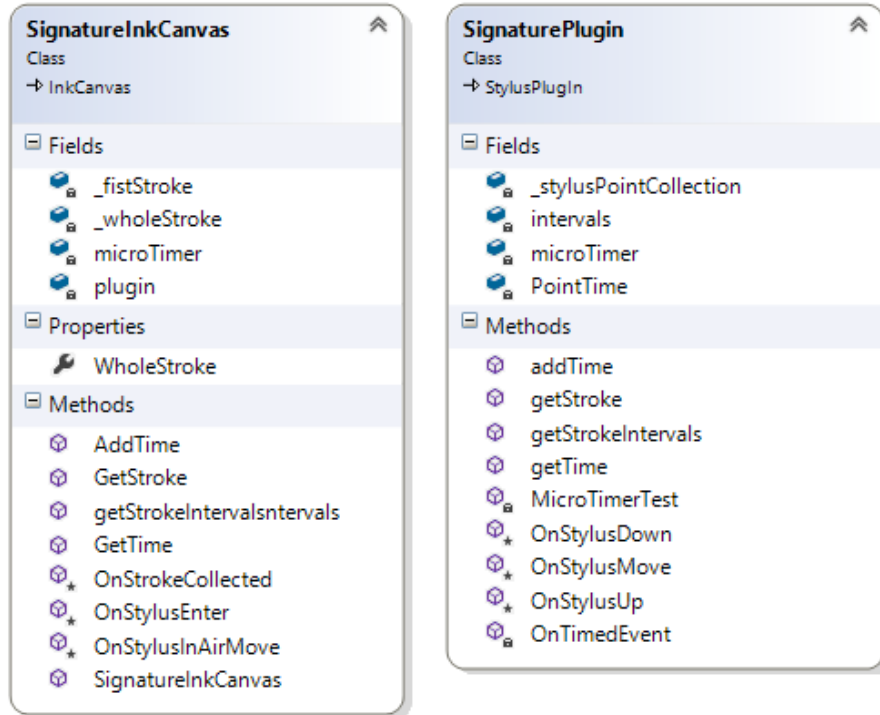 SignatureInkCanvas
Class
InkCanvas
Fields
_fistStroke
_wholeStroke
microTimer
plugin
Properties
WholeStroke
Methods
AddTime
GetStroke
getStrokeIntervalsntervals
GetTime
OnStrokeCollected
OnStylusEnter
OnStylusInAirMove
SignatureInkCanvas
SignaturePlugin
Class
StylusPlugIn
Fields
_stylusPointCollection
intervals
microTimer
PointTime
Methods
addTime
getStroke
getStrokeIntervals
getTime
MicroTimerTest
OnStylusDown
OnStylusMove
OnStylusUp
OnTimedEvent